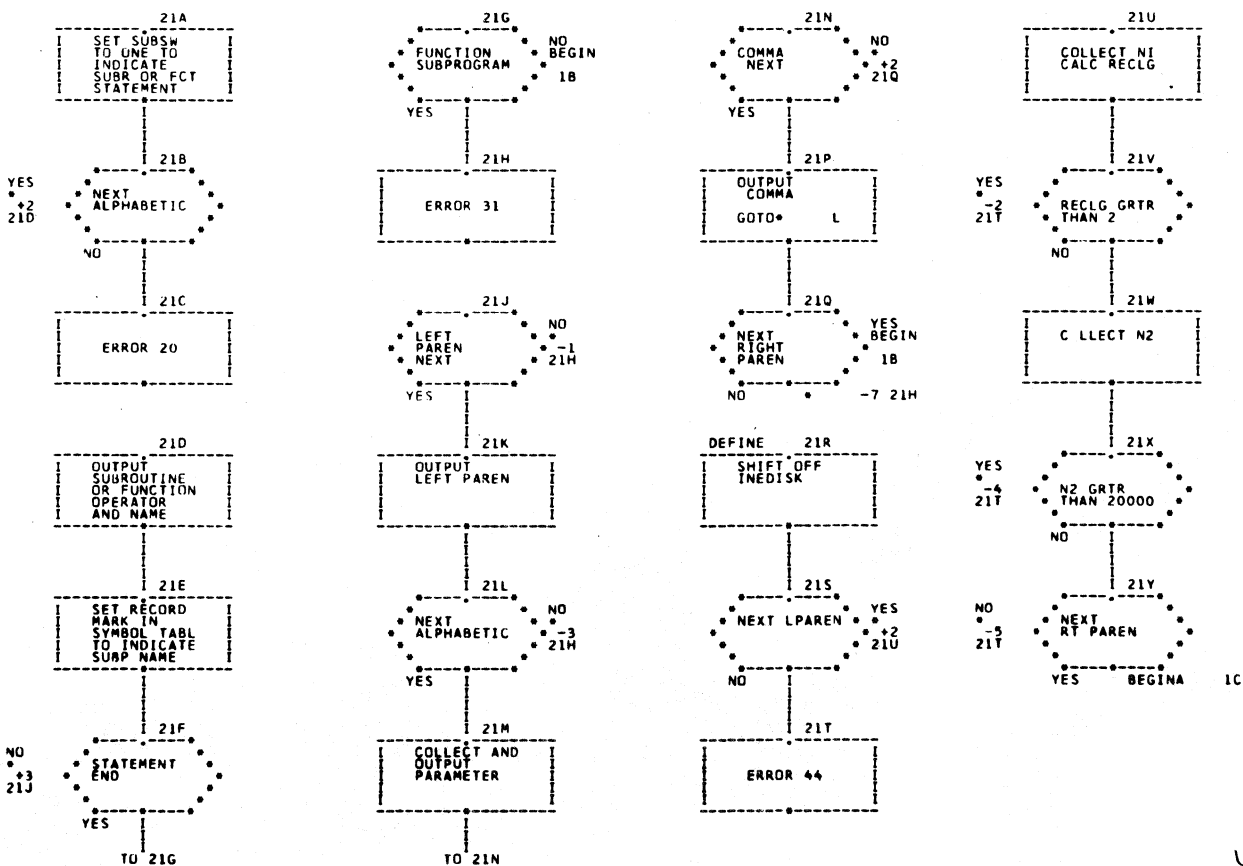 21A
SET SUBSW
TO ONE TO
INDICATE
SUBR OR FCT
STATEMENT
21B
YES
* +2
21D
NEXT
ALPHABETIC
NO
21C
ERROR 20
21D
OUTPUT
SUBROUTINE
OR FUNCTION
OPERATOR
AND NAME
21E
SET RECORD
MARK IN
SYMBOL TABL
TO INDICATE
SUBP NAME
21F
NO
* +3
21J
STATEMENT
END
YES
TO 21G
21G
FUNCTION
SUBPROGRAM
NO
BEGIN
1B
YES
21H
ERROR 31
21J
LEFT
PAREN
NEXT
NO
* -1
21H
YES
21K
OUTPUT
LEFT PAREN
21L
NEXT
ALPHABETIC
NO
* -3
21H
YES
21M
COLLECT AND
OUTPUT
PARAMETER
TO 21N
21N
COMMA
NEXT
NO
* +2
21Q
YES
21P
OUTPUT
COMMA
GOTO* L
21Q
NEXT
RIGHT
PAREN
YES
BEGIN
1B
NO * -7 21H
DEFINE 21R
SHIFT OFF
INEDISK
21S
NEXT LPAREN
YES
* +2
21U
NO
21T
ERROR 44
21U
COLLECT N1
CALC RECLG
21V
YES
* -2
21T
RECLG GRTR
THAN 2
NO
21W
C LLECT N2
21X
YES
* -4
21T
N2 GRTR
THAN 20000
NO
21Y
NO
* -5
21T
NEXT
RT PAREN
YES BEGINA 1C